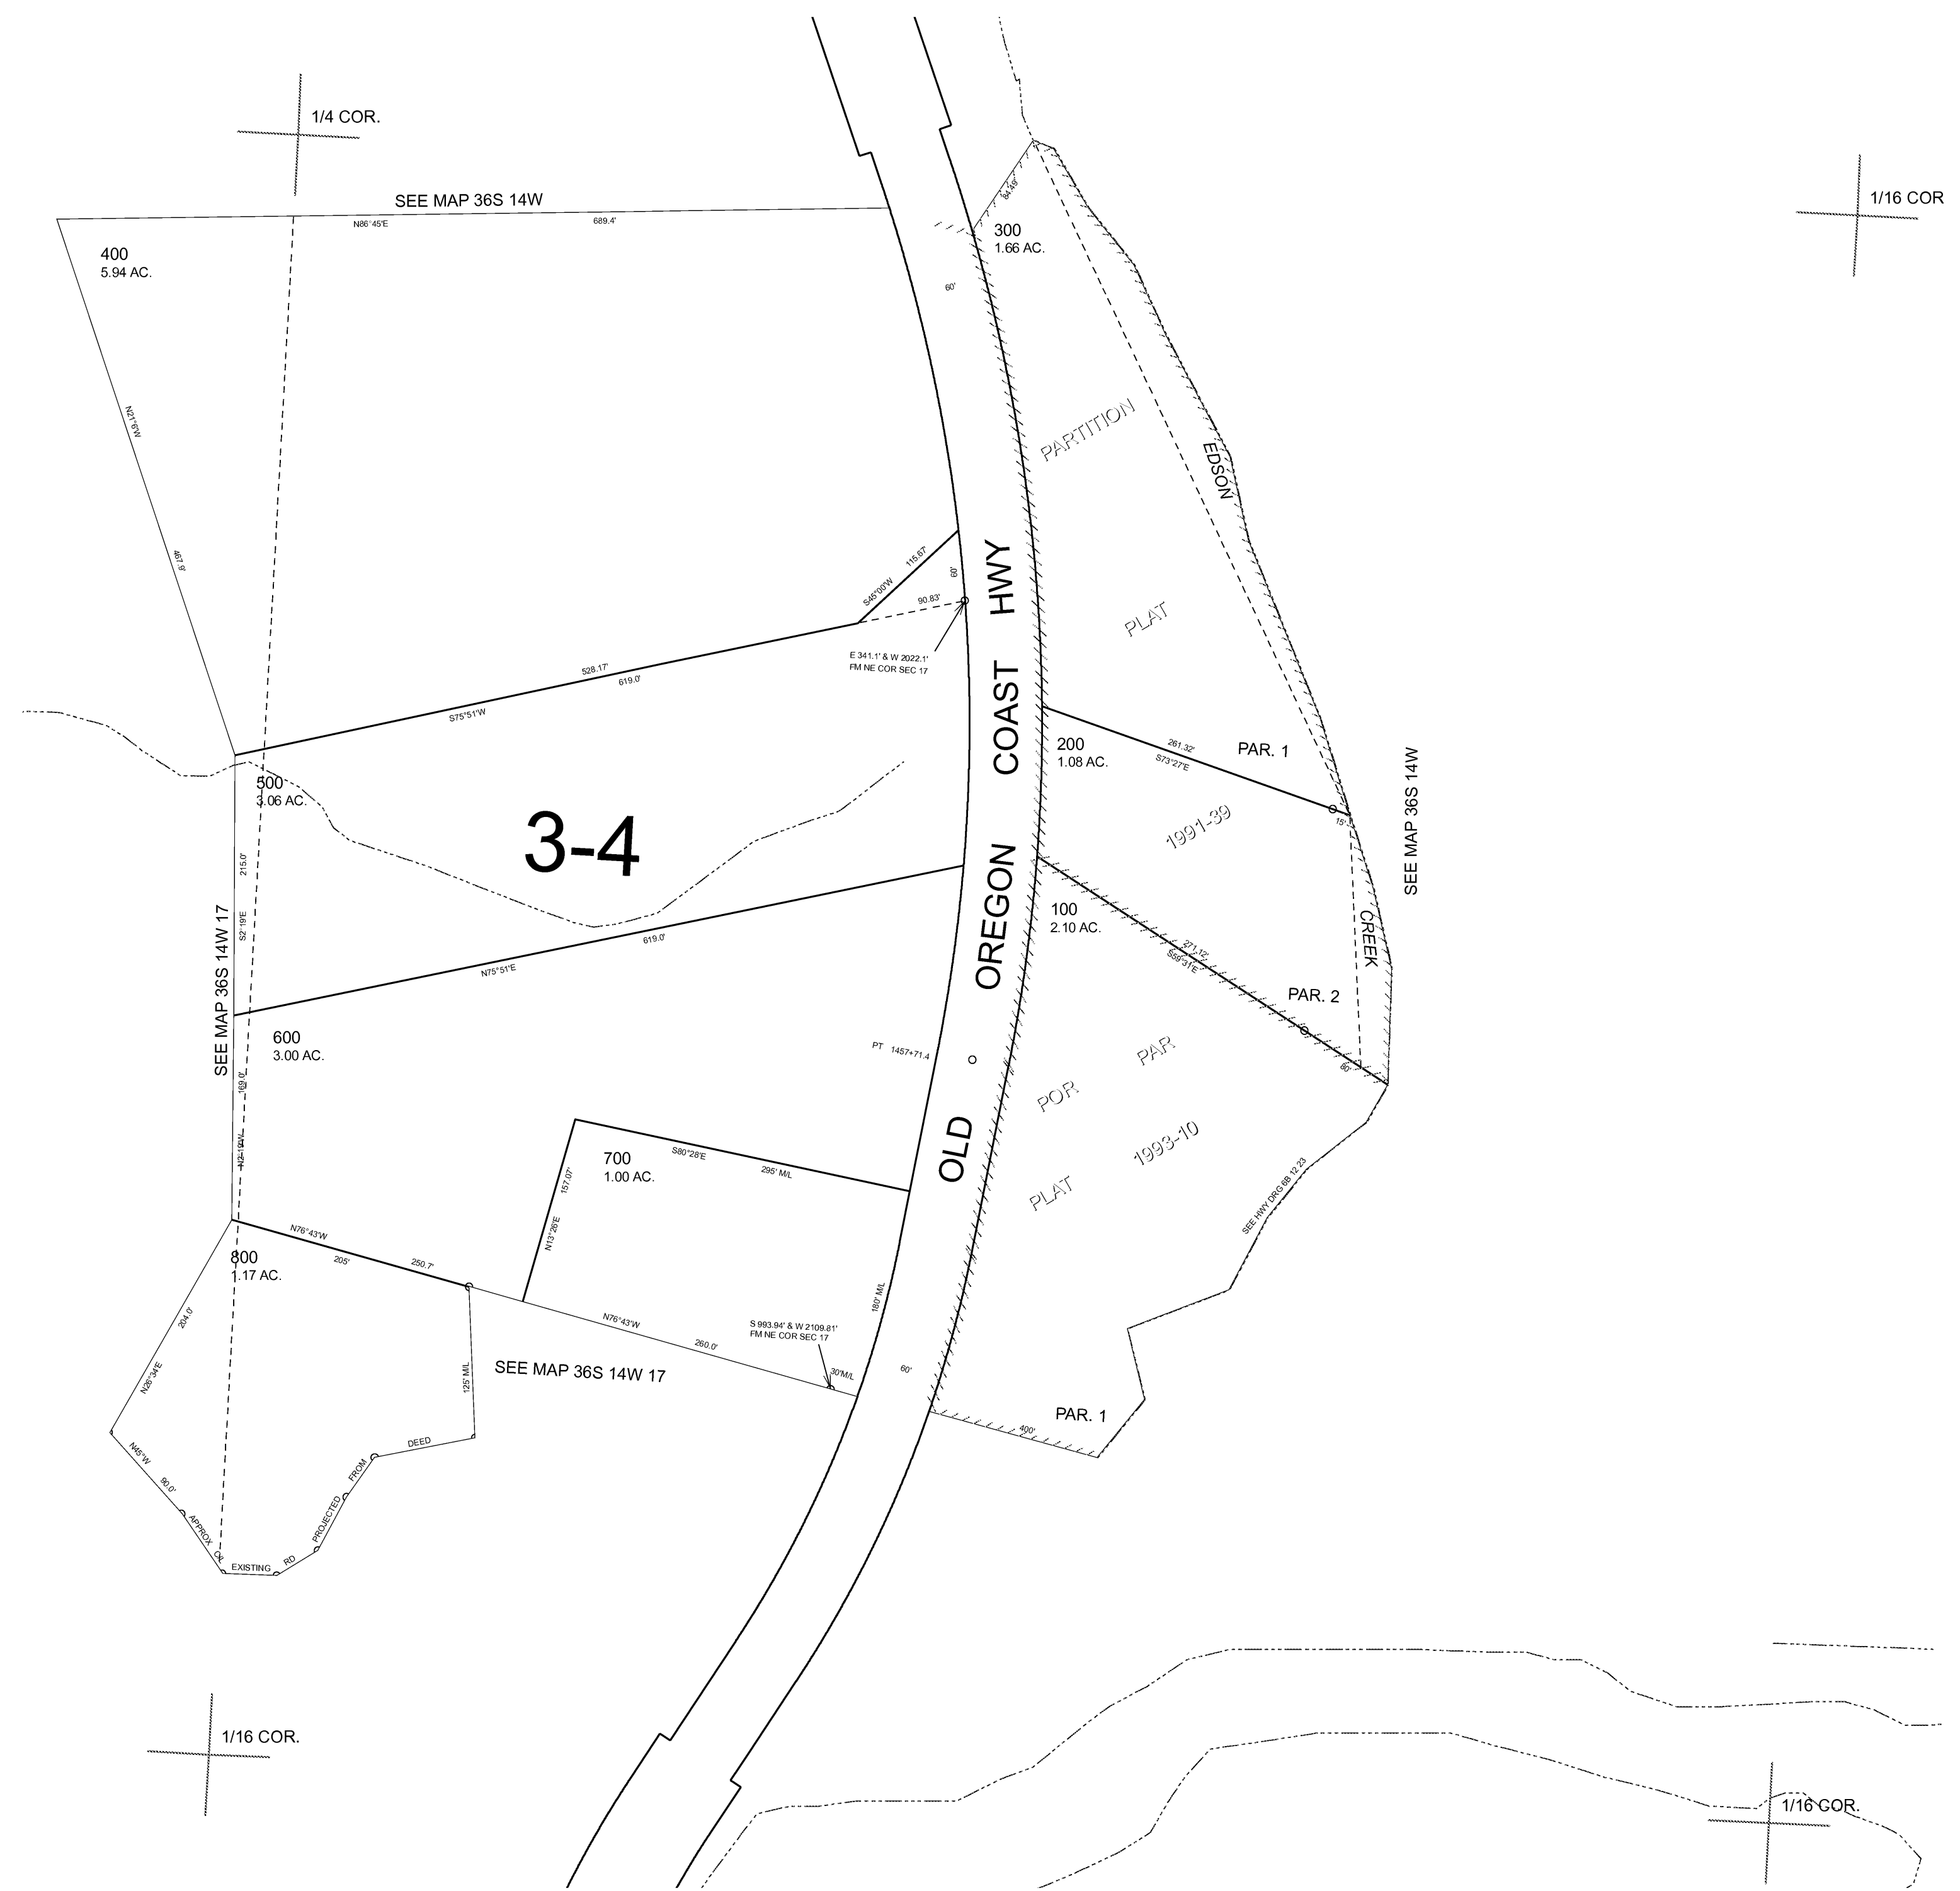 1/4 COR.
SEE MAP 36S 14W
N86°45'E
689.4'
1/16 COR
400
5.94 AC.
84.49'
300
1.66 AC.
60'
N21°6'W
467.9'
PARTITION
EDSON
PLAT
S45°00'W
115.67'
60'
90.83'
E 341.1' & W 2022.1'
FM NE COR SEC 17
528.17'
619.0'
S75°51'W
OLD OREGON COAST HWY
200
1.08 AC.
261.32'
S73°27'E
PAR. 1
15'
1991-39
SEE MAP 36S 14W
500
3.06 AC.
3-4
215.0'
S2°19'E
SEE MAP 36S 14W 17
619.0'
N75°51'E
100
2.10 AC.
271.12'
S59°31'E
CREEK
PAR. 2
80'
600
3.00 AC.
PT 1457+71.4
169.0'
N2°19'W
PAR
POR
1993-10
PLAT
SEE HWY DRG 6B 12 23
700
1.00 AC.
S80°28'E
295' M/L
157.07'
N13°26'E
N76°43'W
205'
250.7'
800
1.17 AC.
180' M/L
N76°43'W
260.0'
S 993.94' & W 2109.81'
FM NE COR SEC 17
30'M/L
60'
SEE MAP 36S 14W 17
204.0'
N26°34'E
125' M/L
PAR. 1
400'
N45°W
90.0'
APPROX C/L EXISTING RD PROJECTED FROM DEED
1/16 COR.
1/16 COR.